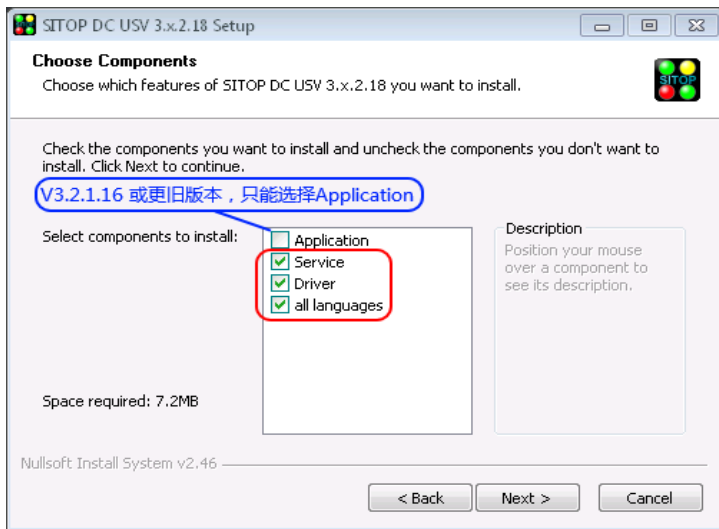 SITOP DC USV 3.x.2.18 Setup
Choose Components
Choose which features of SITOP DC USV 3.x.2.18 you want to install.
SITOP
Check the components you want to install and uncheck the components you don't want to
install. Click Next to continue.
V3.2.1.16 或更旧版本，只能选择Application
Select components to install:
Application
Service
Driver
all languages
Description
Position your mouse
over a component to
see its description.
Space required: 7.2MB
Nullsoft Install System v2.46
< Back
Next >
Cancel